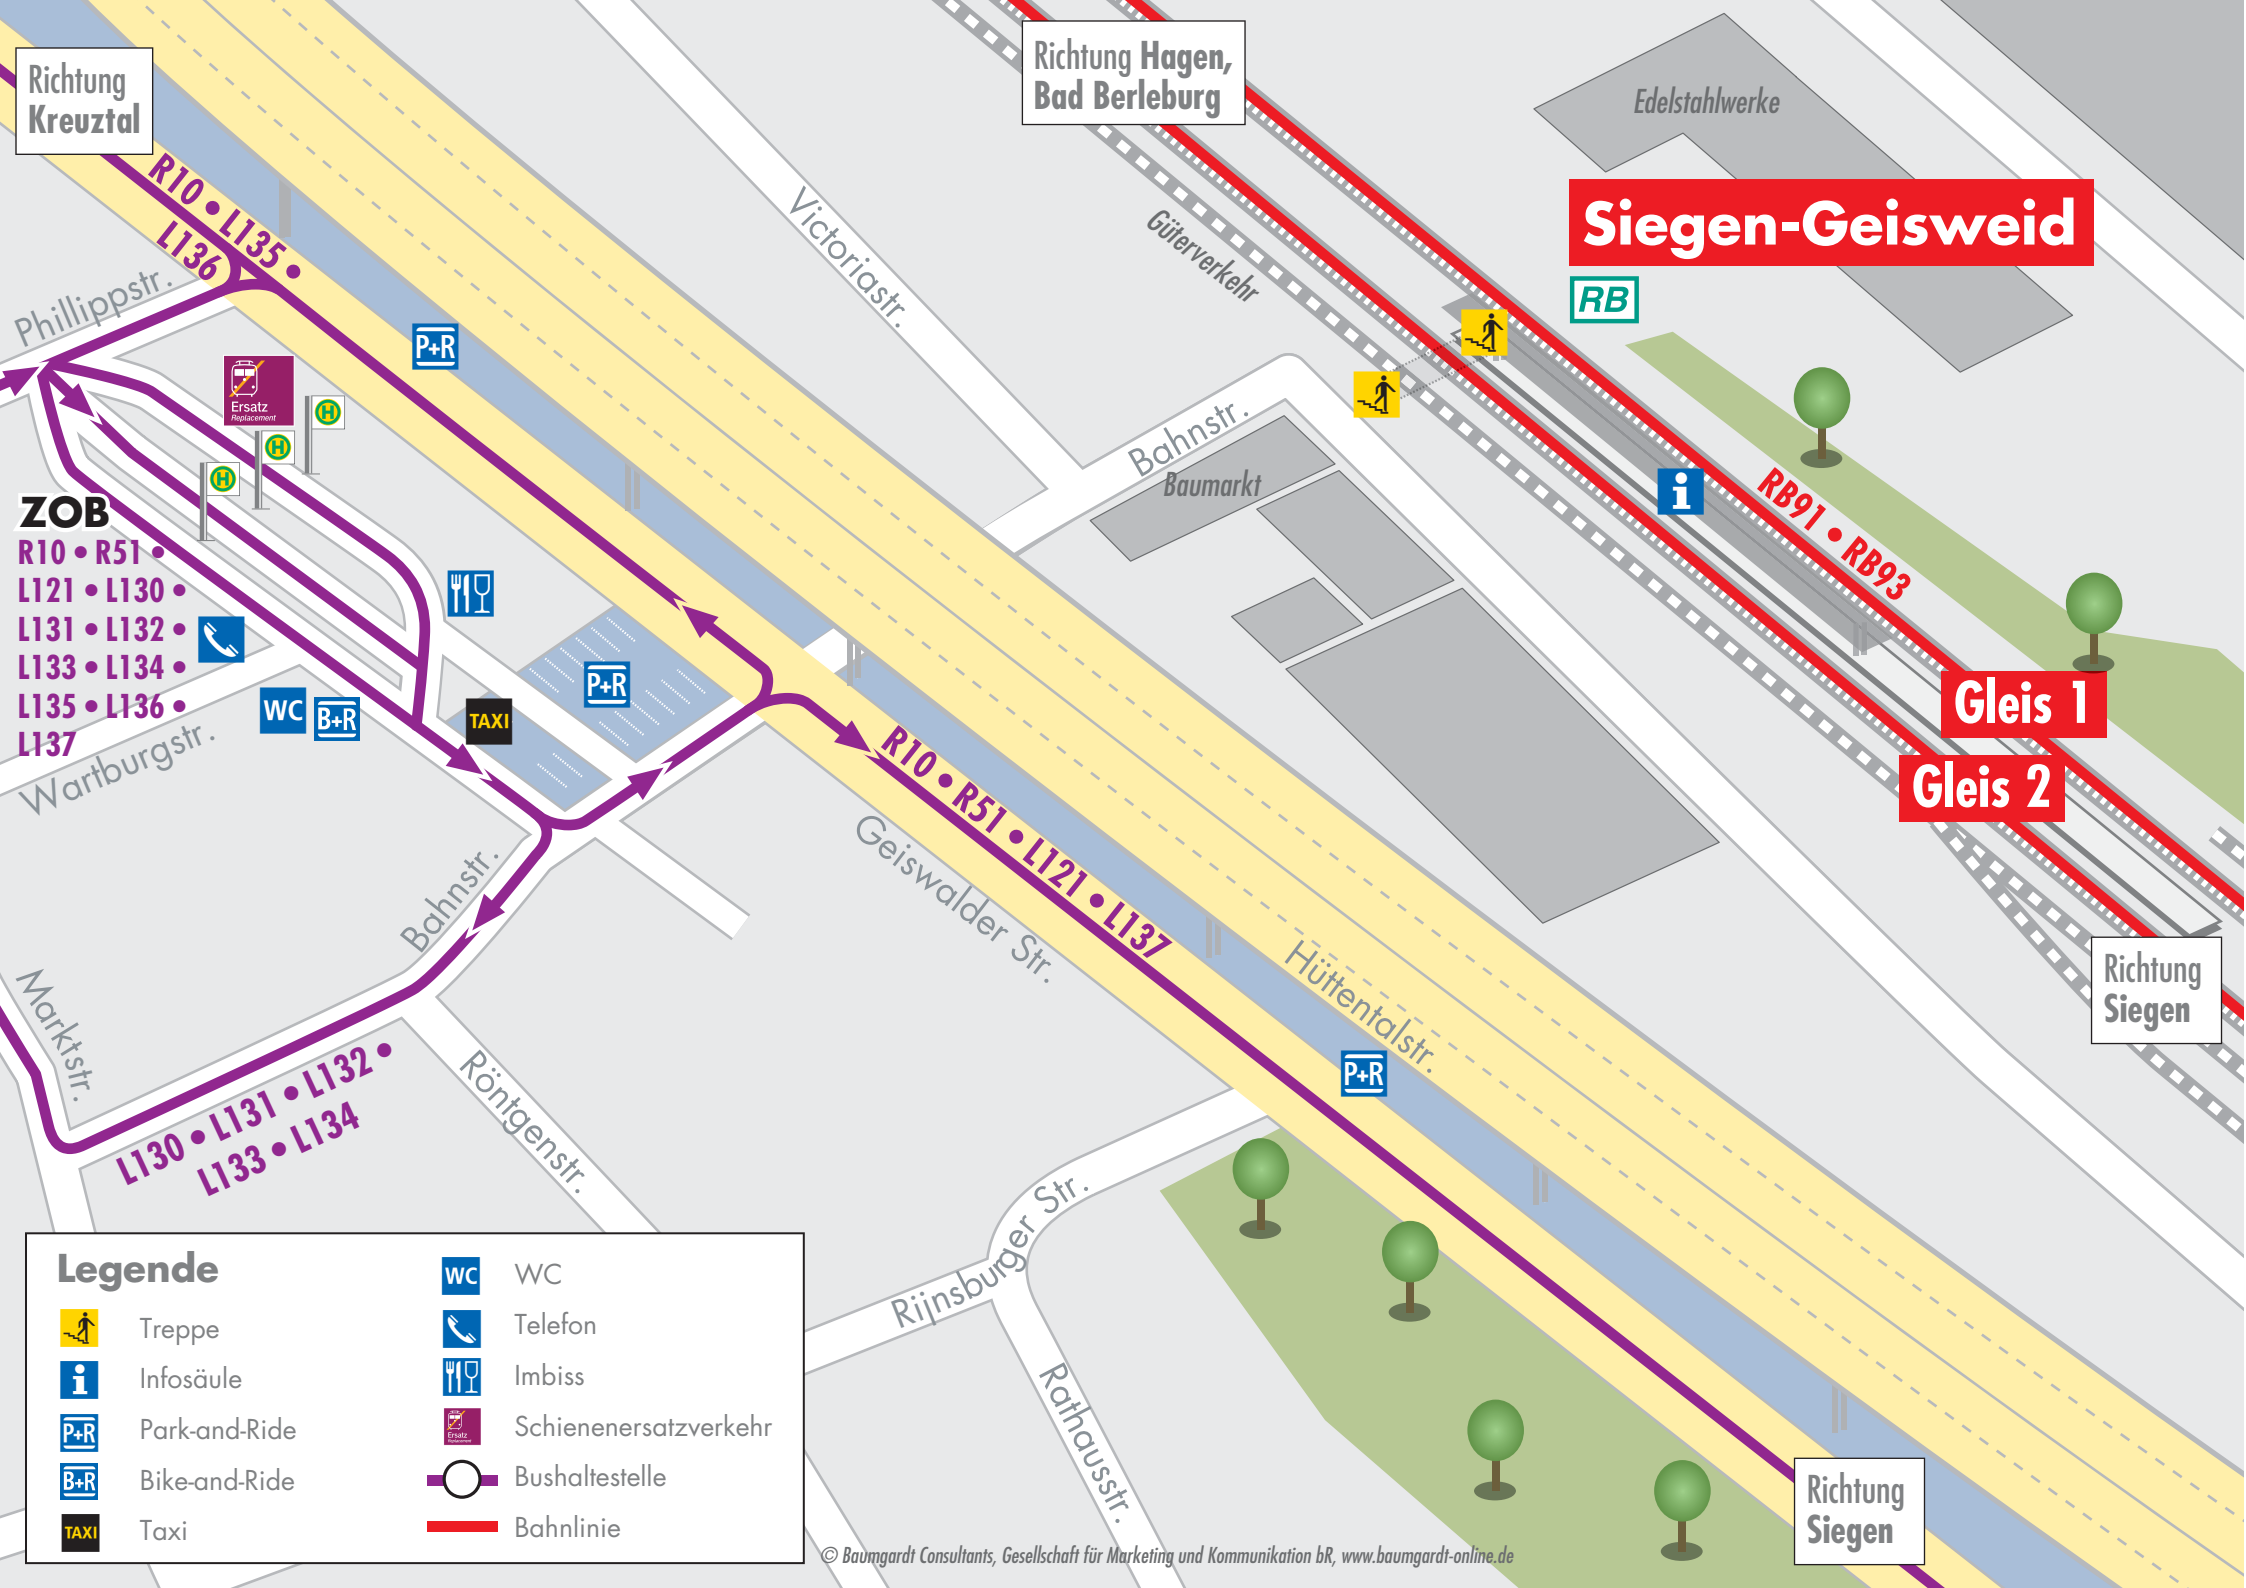 Richtung
Kreuztal
Richtung Hagen,
Bad Berleburg
Edelstahlwerke
Siegen-Geisweid
RB
Güterverkehr
Victoriastr.
R10 • L135 •
L136
Phillippstr.
P+R
Ersatz
Replacement
H
H
H
Bahnstr.
Baumarkt
i
RB91 • RB93
ZOB
R10 • R51 •
L121 • L130 •
L131 • L132 •
L133 • L134 •
L135 • L136 •
L137
WC
B+R
TAXI
P+R
Wartburgstr.
Gleis 1
Gleis 2
R10 • R51 • L121 • L137
Geiswalder Str.
Hüttentalstr.
Bahnstr.
Marktstr.
Richtung
Siegen
P+R
L130 • L131 • L132 •
L133 • L134
Röntgenstr.
Rijnsburger Str.
Rathausstr.
Richtung
Siegen
Legende
Treppe
i Infosäule
P+R Park-and-Ride
B+R Bike-and-Ride
TAXI Taxi
WC WC
Telefon
Imbiss
Ersatz
Replacement
Schienenersatzverkehr
Bushaltestelle
Bahnlinie
© Baumgardt Consultants, Gesellschaft für Marketing und Kommunikation bR, www.baumgardt-online.de